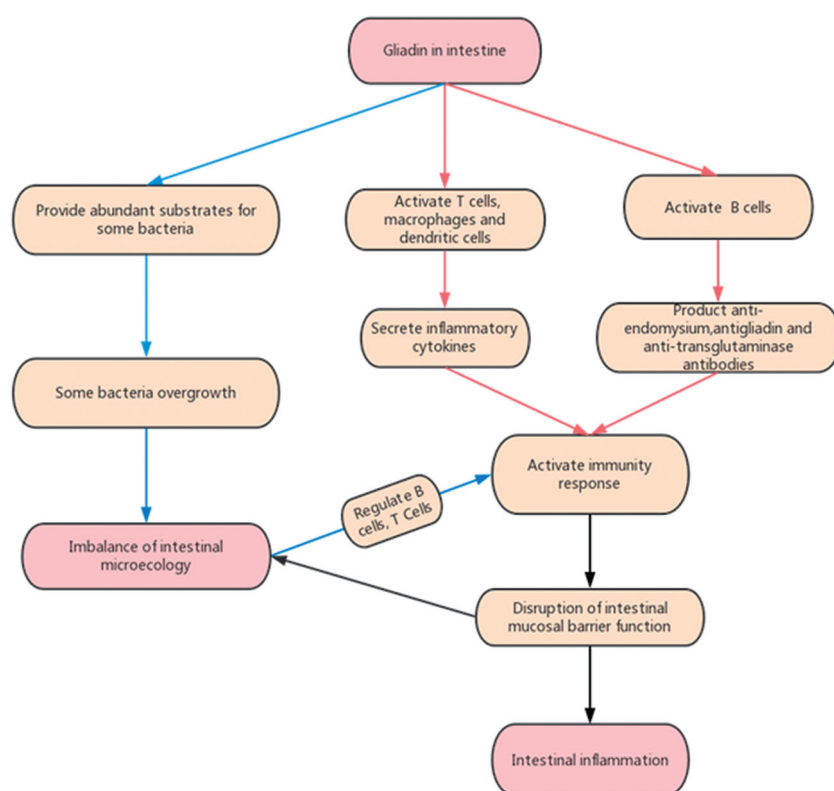 Gliadin in intestine
Provide abundant substrates for
some bacteria
Activate T cells,
macrophages and
dendritic cells
Activate B cells
Secrete inflammatory
cytokines
Product anti-
endomysium,antigliadin and
anti-transglutaminase
antibodies
Some bacteria overgrowth
Activate immunity
response
Regulate B
cells, T Cells
Imbalance of intestinal
microecology
Disruption of intestinal
mucosal barrier function
Intestinal inflammation